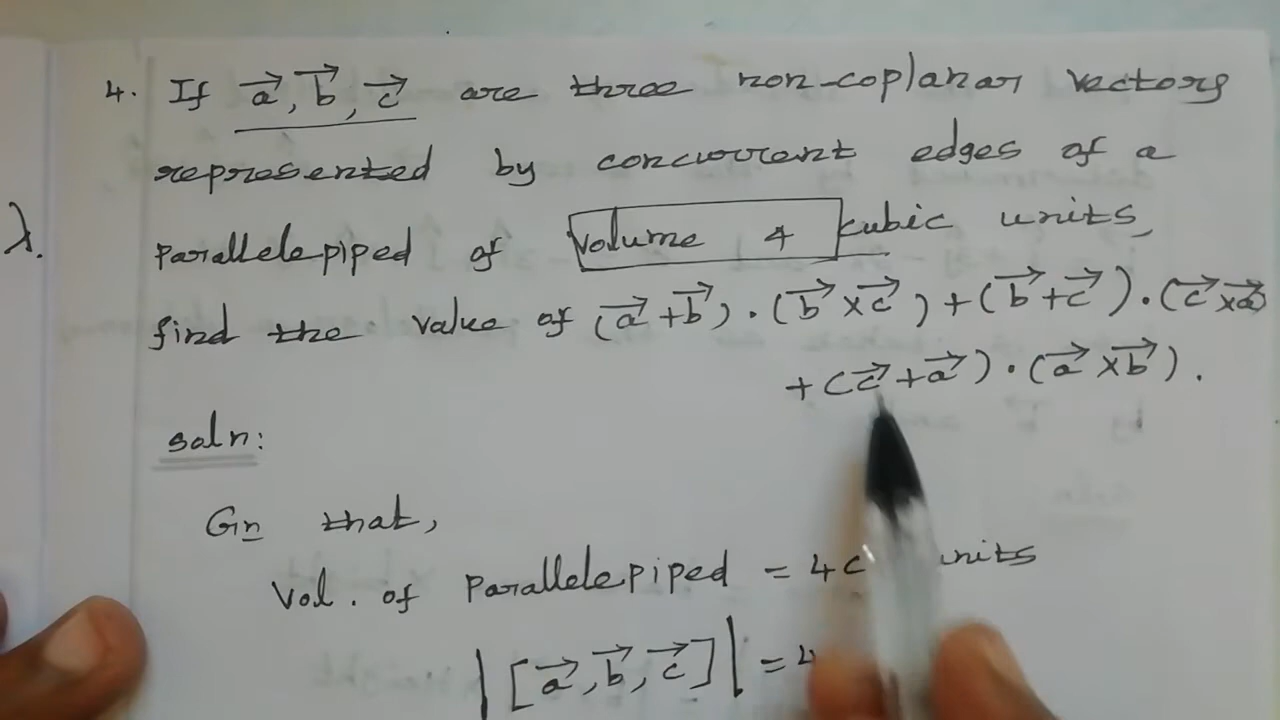 4. If a⃗, b⃗, c⃗ are three non-coplanar vectors
represented by concurrent edges of a
λ.
Parallelepiped of Volume 4 cubic units,
find the value of (a⃗ + b⃗) . (b⃗ × c⃗) + (b⃗ + c⃗) . (c⃗ × a⃗)
+ (c⃗ + a⃗) . (a⃗ × b⃗).
Soln:
Gn that,
Vol. of Parallelepiped = 4 units
|[a⃗, b⃗, c⃗]| = 4